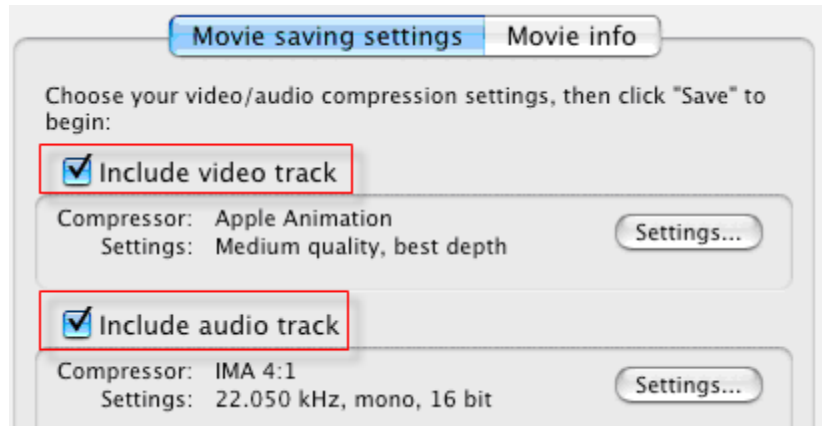 Movie saving settings Movie info
Choose your video/audio compression settings, then click "Save" to
begin:
Include video track
Compressor: Apple Animation
Settings: Medium quality, best depth
Settings...
Include audio track
Compressor: IMA 4:1
Settings: 22.050 kHz, mono, 16 bit
Settings...